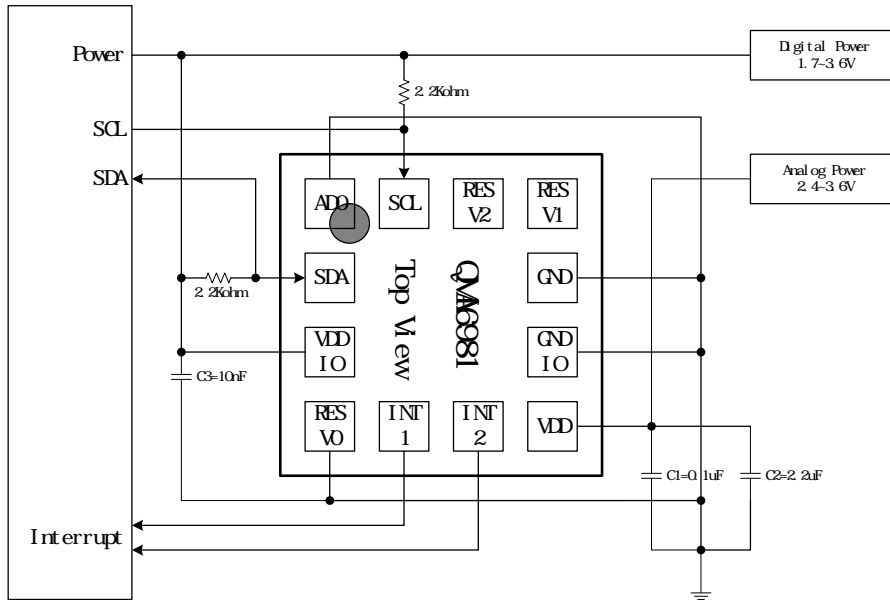 Power
Digital Power
1.7~3.6V
2.2Kohm
SCL
SDA
Analog Power
2.4~3.6V
AD0
SCL
RES
V2
RES
V1
2.2Kohm
SDA
Top View
QMA6981
GND
VDD
IO
GND
IO
C3=10nF
RES
V0
INT
1
INT
2
VDD
C1=0.1uF
C2=2.2uF
Interrupt